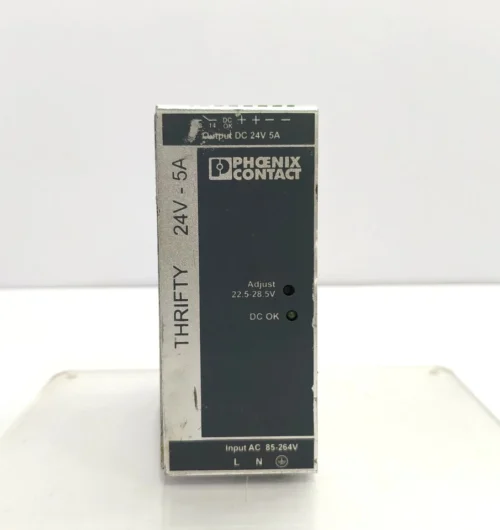 14 DC OK + + - -
Output DC 24V 5A
PHOENIX
CONTACT
THRIFTY 24V - 5A
Adjust
22.5-28.5V
DC OK
Input AC 85-264V
L N